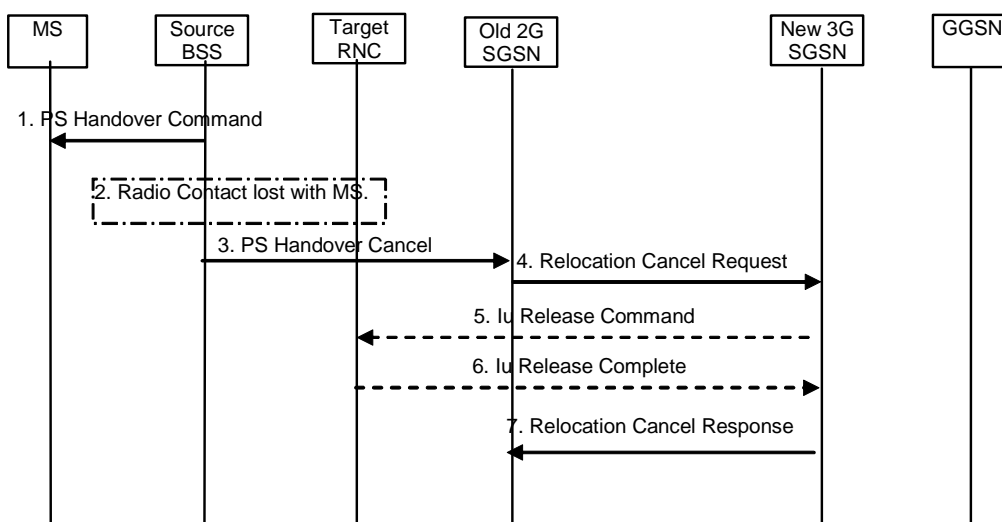 MS
Source
BSS
Target
RNC
Old 2G
SGSN
New 3G
SGSN
GGSN
1. PS Handover Command
2. Radio Contact lost with MS.
3. PS Handover Cancel
4. Relocation Cancel Request
5. Iu Release Command
6. Iu Release Complete
7. Relocation Cancel Response